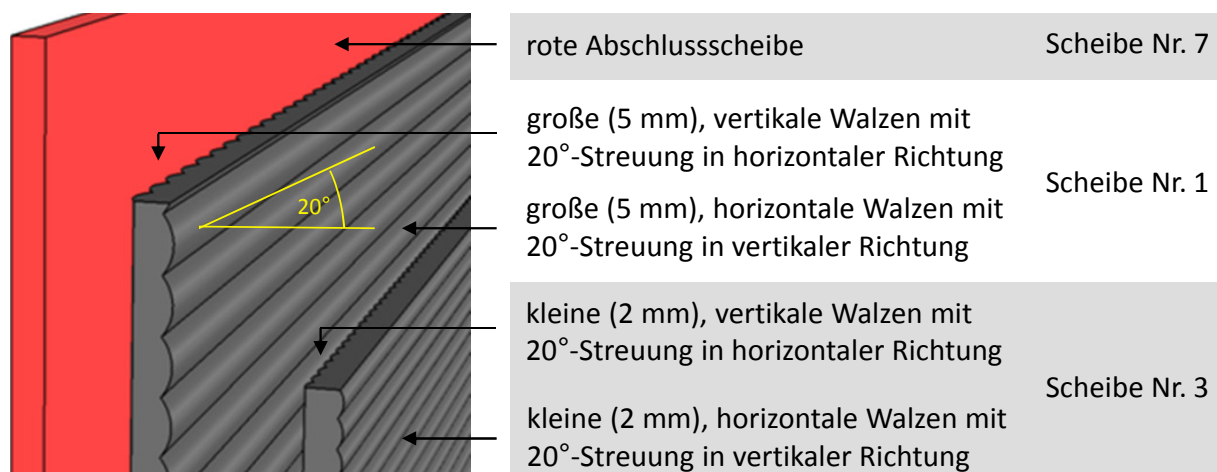 rote Abschlussscheibe
Scheibe Nr. 7
große (5 mm), vertikale Walzen mit
20°-Streuung in horizontaler Richtung
Scheibe Nr. 1
20°
große (5 mm), horizontale Walzen mit
20°-Streuung in vertikaler Richtung
kleine (2 mm), vertikale Walzen mit
20°-Streuung in horizontaler Richtung
Scheibe Nr. 3
kleine (2 mm), horizontale Walzen mit
20°-Streuung in vertikaler Richtung